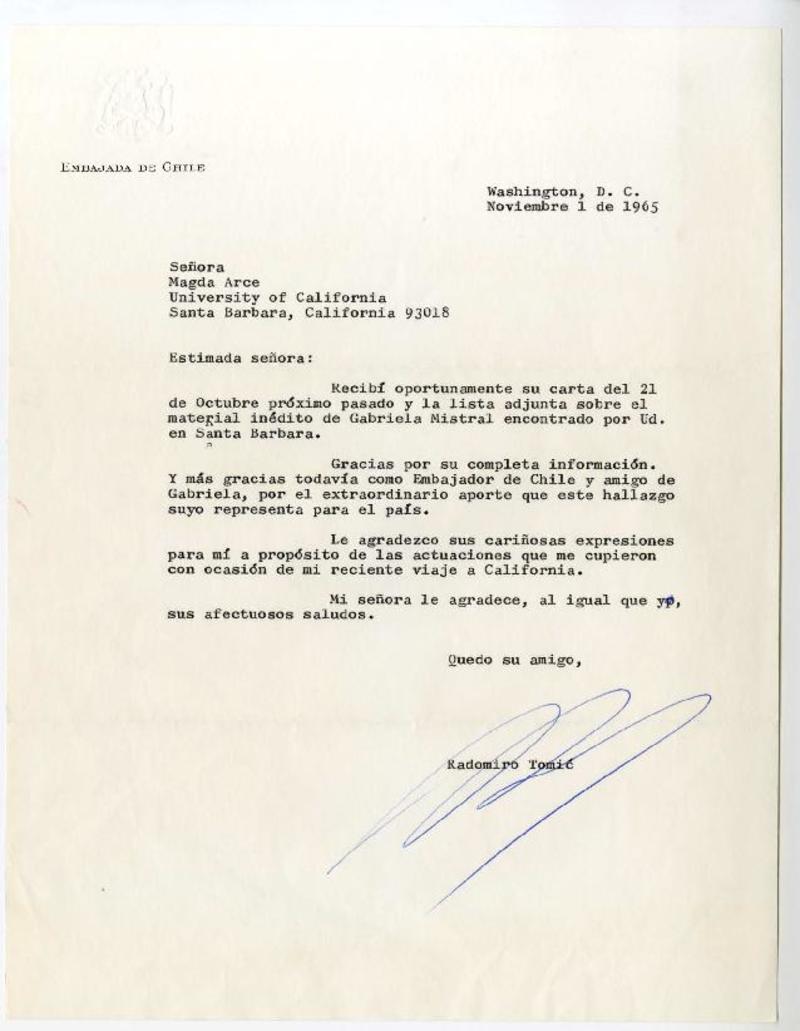 EMBAJADA DE CHILE
Washington, D. C.
Noviembre 1 de 1965
Señora
Magda Arce
University of California
Santa Barbara, California 93018
Estimada señora:
Recibí oportunamente su carta del 21
de Octubre próximo pasado y la lista adjunta sobre el
material inédito de Gabriela Mistral encontrado por Ud.
en Santa Barbara.
Gracias por su completa información.
Y más gracias todavía como Embajador de Chile y amigo de
Gabriela, por el extraordinario aporte que este hallazgo
suyo representa para el país.
Le agradezco sus cariñosas expresiones
para mí a propósito de las actuaciones que me cupieron
con ocasión de mi reciente viaje a California.
Mi señora le agradece, al igual que yo,
sus afectuosos saludos.
Quedo su amigo,
Radomiro Tomić